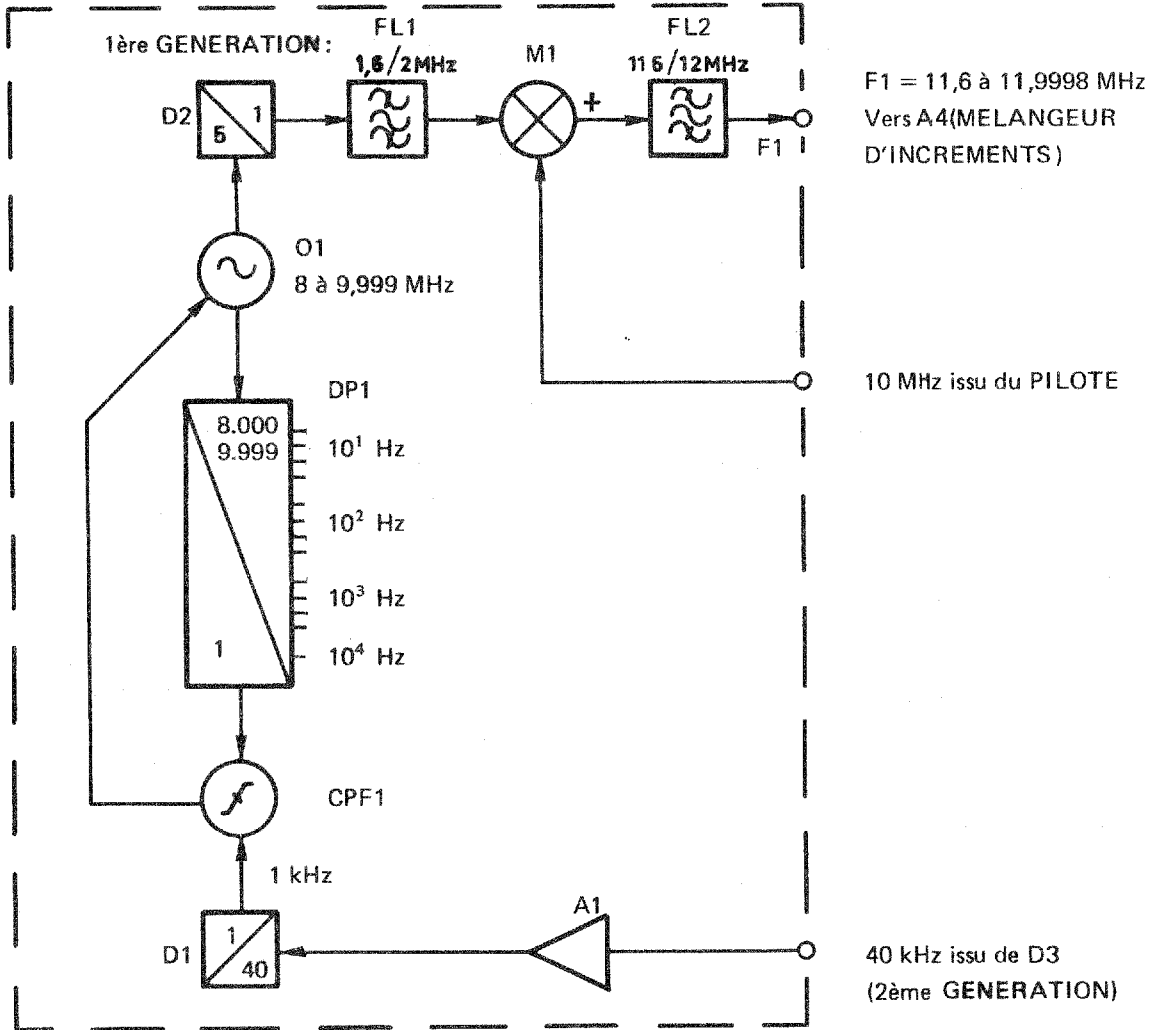 1ère GENERATION:
FL1
1,6/2MHz
M1
FL2
11 6/12MHz
D2
5
1
+
F1
F1 = 11,6 à 11,9998 MHz
Vers A4(MELANGEUR
D'INCREMENTS)
O1
8 à 9,999 MHz
10 MHz issu du PILOTE
DP1
8.000
9.999
10¹ Hz
10² Hz
10³ Hz
10⁴ Hz
1
CPF1
1 kHz
D1
1
40
A1
40 kHz issu de D3
(2ème GENERATION)